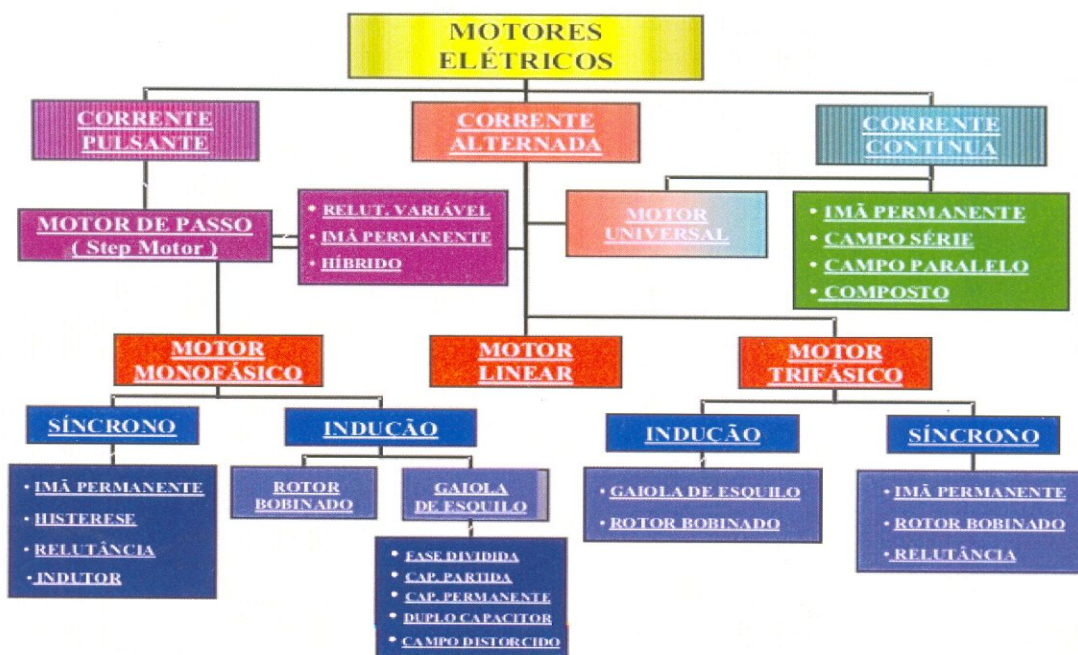 MOTORES
ELÉTRICOS
CORRENTE
PULSANTE
CORRENTE
ALTERNADA
CORRENTE
CONTÍNUA
MOTOR DE PASSO
( Step Motor )
• RELUT. VARIÁVEL
• IMÃ PERMANENTE
• HÍBRIDO
MOTOR
UNIVERSAL
• IMÃ PERMANENTE
• CAMPO SÉRIE
• CAMPO PARALELO
• COMPOSTO
MOTOR
MONOFÁSICO
MOTOR
LINEAR
MOTOR
TRIFÁSICO
SÍNCRONO
INDUÇÃO
INDUÇÃO
SÍNCRONO
• IMÃ PERMANENTE
• HISTERESE
• RELUTÂNCIA
• INDUTOR
ROTOR
BOBINADO
GAIOLA
DE ESQUILO
• FASE DIVIDIDA
• CAP. PARTIDA
• CAP. PERMANENTE
• DUPLO CAPACITOR
• CAMPO DISTORCIDO
• GAIOLA DE ESQUILO
• ROTOR BOBINADO
• IMÃ PERMANENTE
• ROTOR BOBINADO
• RELUTÂNCIA